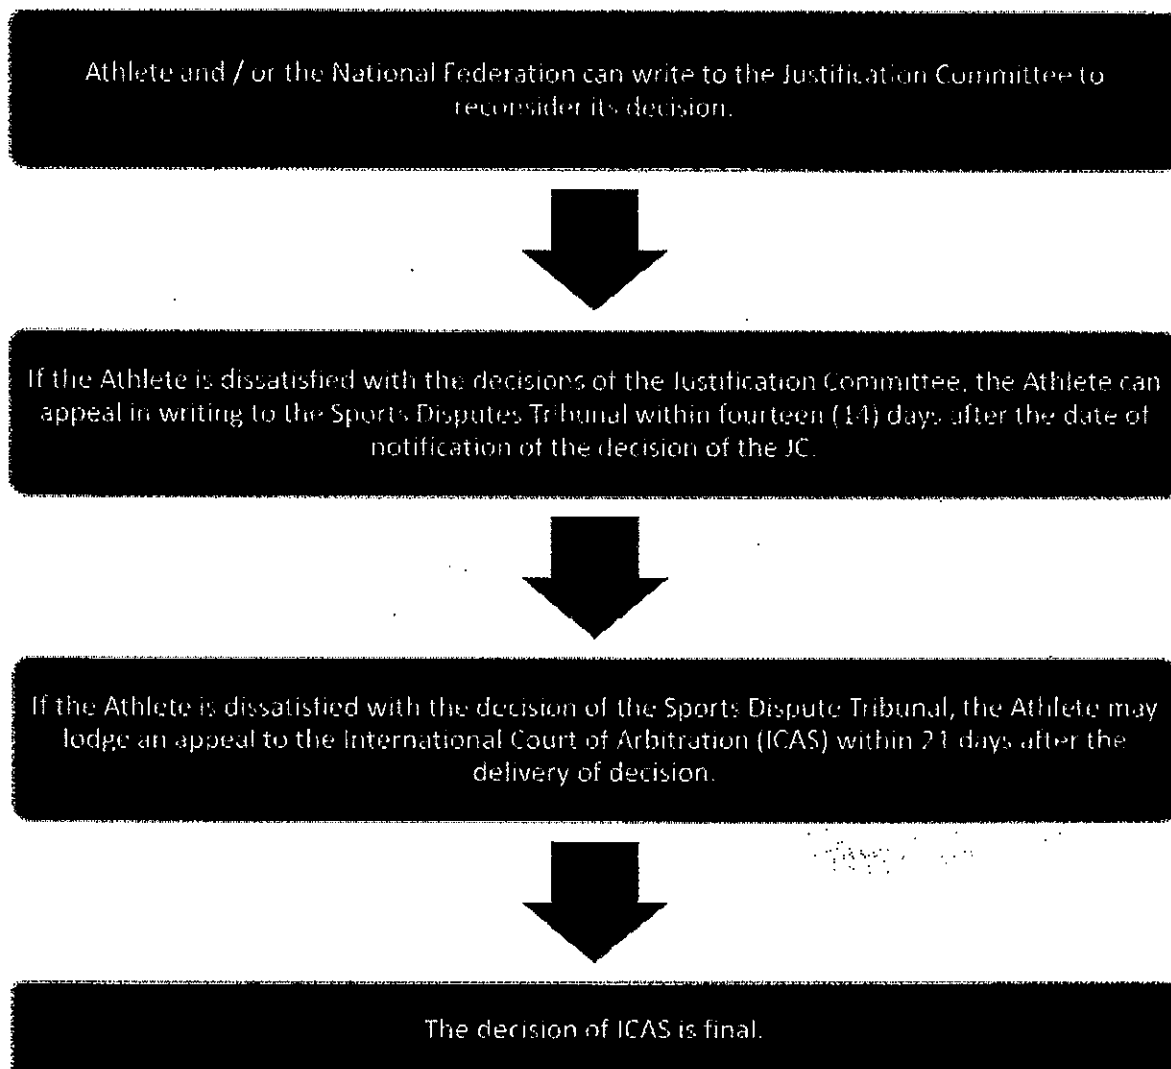 Athlete and / or the National Federation can write to the Justification Committee to
reconsider its decision.
If the Athlete is dissatisfied with the decisions of the Justification Committee, the Athlete can
appeal in writing to the Sports Disputes Tribunal within fourteen (14) days after the date of
notification of the decision of the JC.
If the Athlete is dissatisfied with the decision of the Sports Dispute Tribunal, the Athlete may
lodge an appeal to the International Court of Arbitration (ICAS) within 21 days after the
delivery of decision.
The decision of ICAS is final.